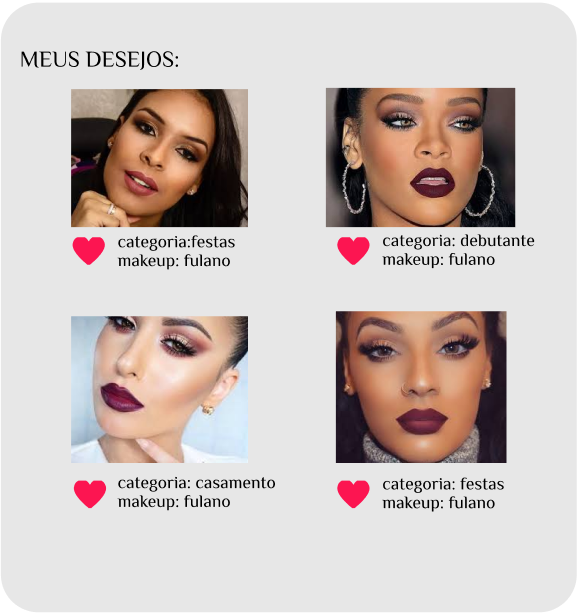 MEUS DESEJOS:
categoria:festas
makeup: fulano
categoria: debutante
makeup: fulano
categoria: casamento
makeup: fulano
categoria: festas
makeup: fulano